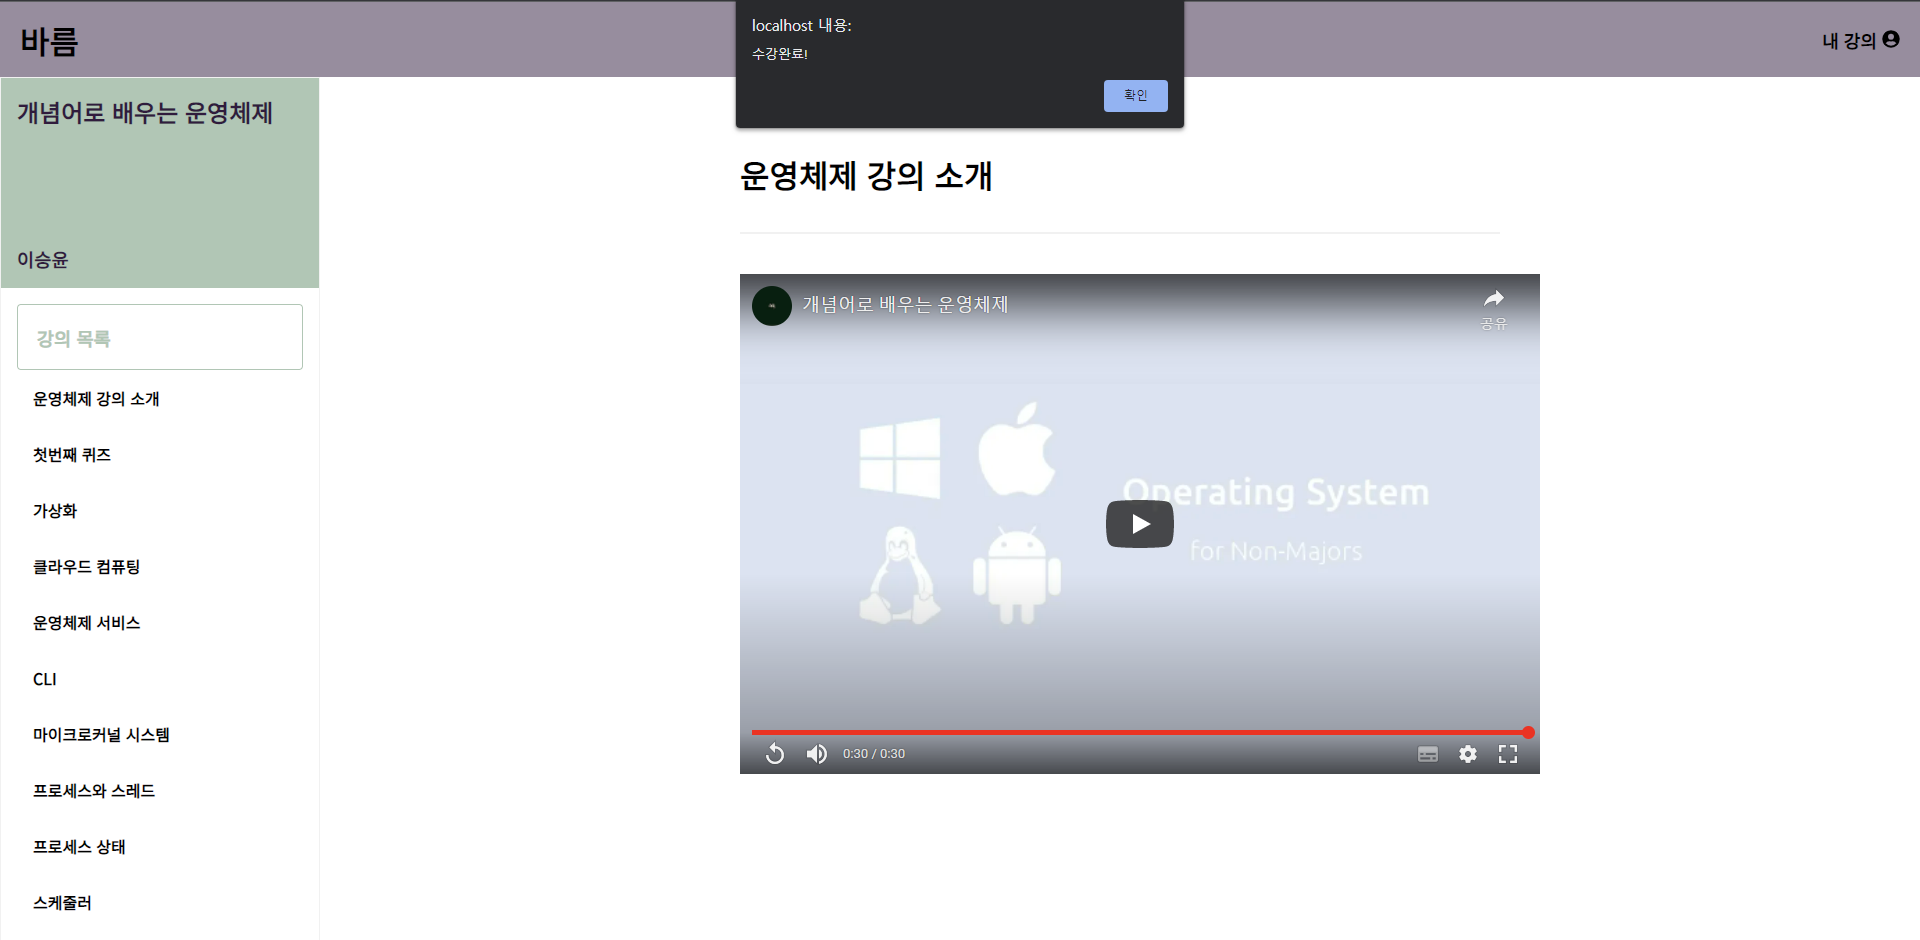 바름
localhost 내용:
수강완료!
확인
내 강의
개념어로 배우는 운영체제
이승윤
강의 목록
운영체제 강의 소개
첫번째 퀴즈
가상화
클라우드 컴퓨팅
운영체제 서비스
CLI
마이크로커널 시스템
프로세스와 스레드
프로세스 상태
스케줄러
운영체제 강의 소개
개념어로 배우는 운영체제
공유
Operating System
for Non-Majors
0:30 / 0:30